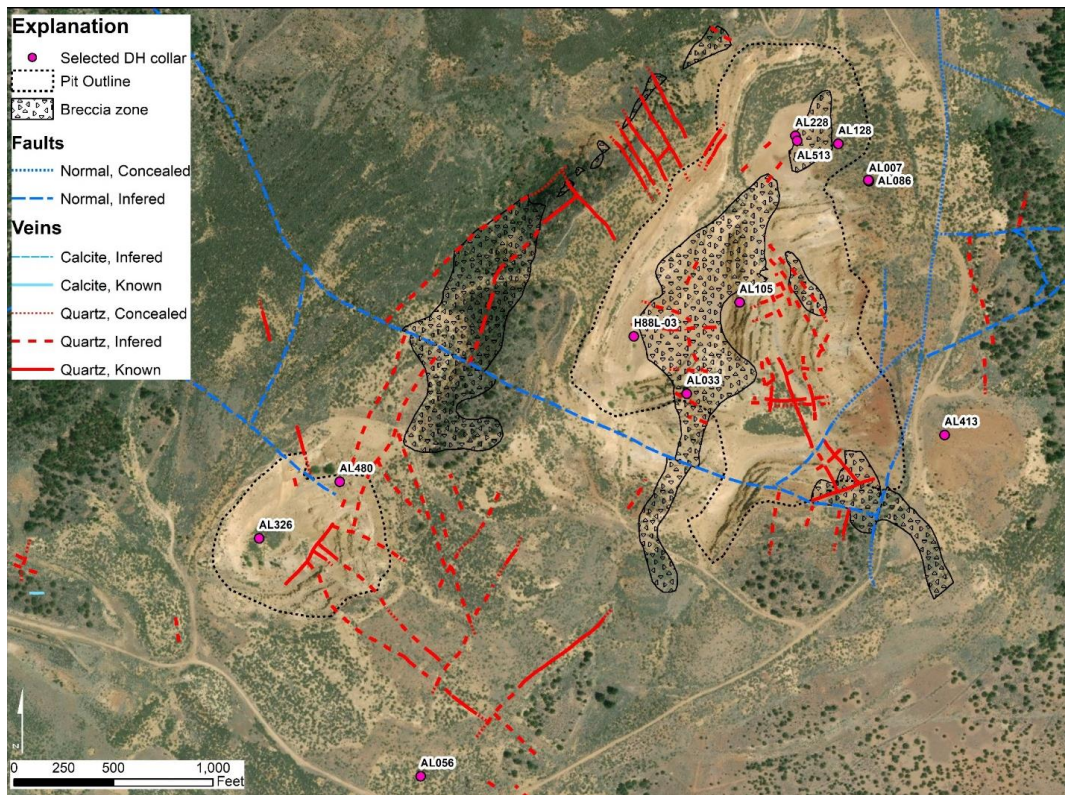 Explanation
Selected DH collar
Pit Outline
Breccia zone
Faults
Normal, Concealed
Normal, Infered
Veins
Calcite, Infered
Calcite, Known
Quartz, Concealed
Quartz, Infered
Quartz, Known
AL228
AL128
AL513
AL007
AL086
AL105
H88L-03
AL033
AL413
AL480
AL326
AL056
N
0 250 500 1,000
Feet